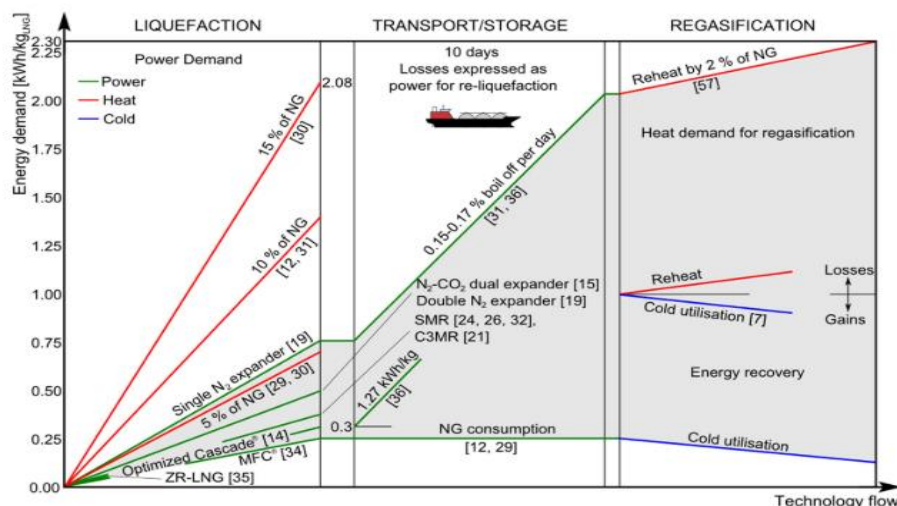 LIQUEFACTION
TRANSPORT/STORAGE
REGASIFICATION
Energy demand [kWh/kgLNG]
2.30
2.25
2.00
1.75
1.50
1.25
1.00
0.75
0.50
0.25
0.00
Power Demand
Power
Heat
Cold
2.08
15 % of NG
[30]
10 % of NG
[12, 31]
Single N2 expander [19]
5 % of NG [29, 30]
Optimized Cascade® [14]
MFC® [34]
ZR-LNG [35]
10 days
Losses expressed as
power for re-liquefaction
0.15-0.17 % boil off per day
[31, 36]
N2-CO2 dual expander [15]
Double N2 expander [19]
SMR [24, 26, 32],
C3MR [21]
1.27 kWh/kg
[36]
0.3
NG consumption
[12, 29]
Reheat by 2 % of NG
[57]
Heat demand for regasification
Reheat
Losses
Cold utilisation [7]
Gains
Energy recovery
Cold utilisation
Technology flow